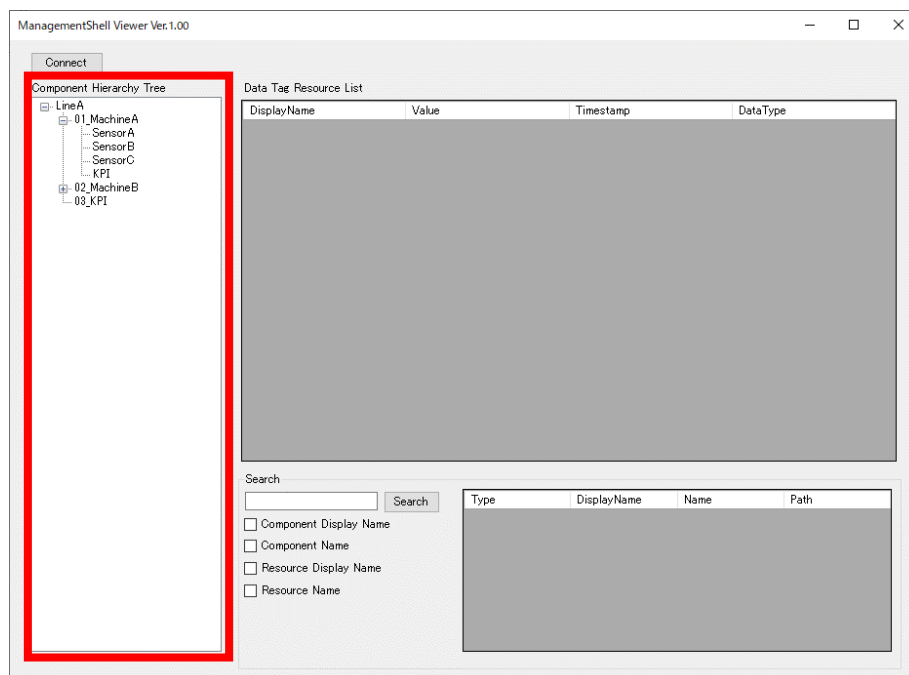 ManagementShell Viewer Ver.1.00
Connect
Component Hierarchy Tree
LineA
01_MachineA
SensorA
SensorB
SensorC
KPI
02_MachineB
03_KPI
Data Tag Resource List
DisplayName Value Timestamp DataType
Search
Search
Component Display Name
Component Name
Resource Display Name
Resource Name
Type DisplayName Name Path